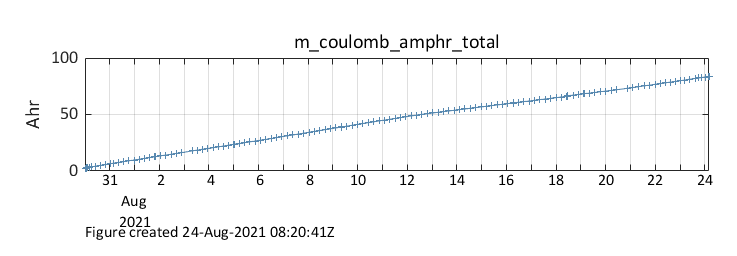 m_coulomb_amphr_total
100
Ahr
50
0
31 2 4 6 8 10 12 14 16 18 20 22 24
Aug
2021
Figure created 24-Aug-2021 08:20:41Z